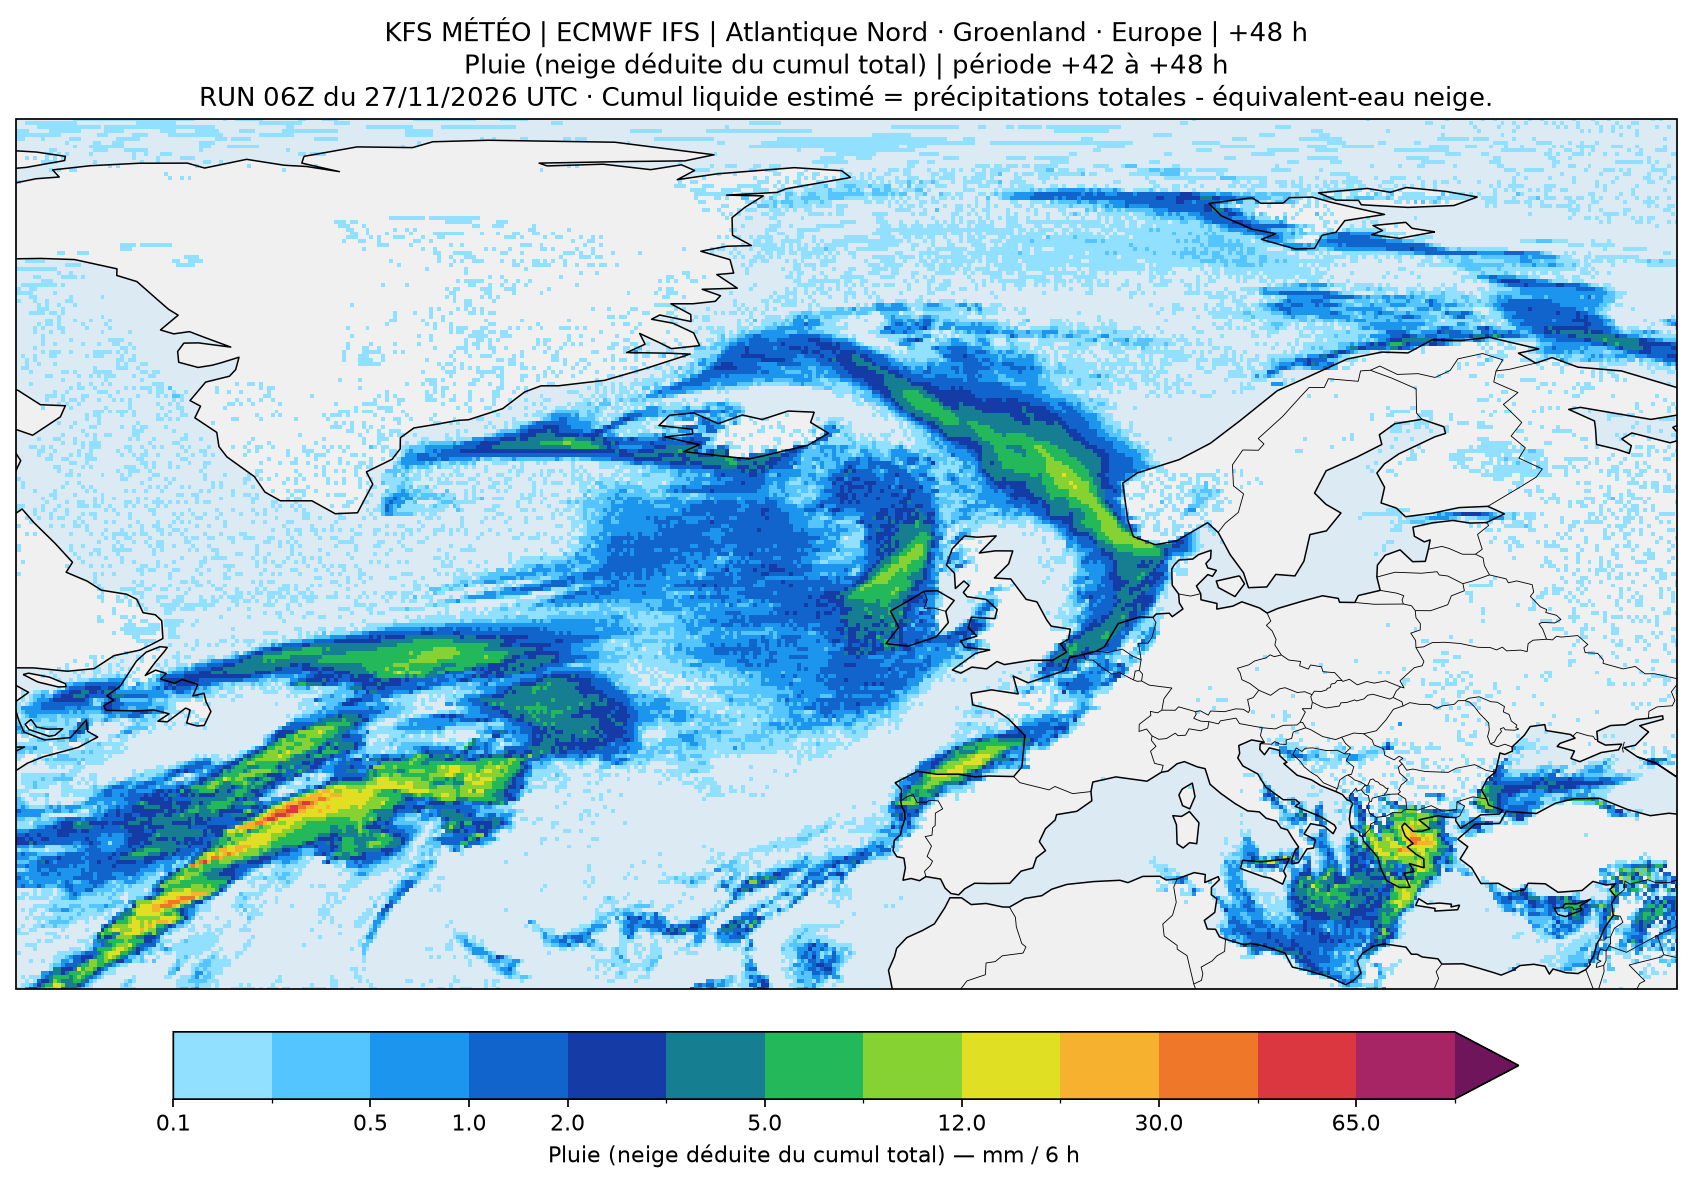 KFS MÉTÉO | ECMWF IFS | Atlantique Nord · Groenland · Europe | +48 h
Pluie (neige déduite du cumul total) | période +42 à +48 h
RUN 06Z du 27/11/2026 UTC · Cumul liquide estimé = précipitations totales - équivalent-eau neige.
0.1 0.5 1.0 2.0 5.0 12.0 30.0 65.0
Pluie (neige déduite du cumul total) — mm / 6 h